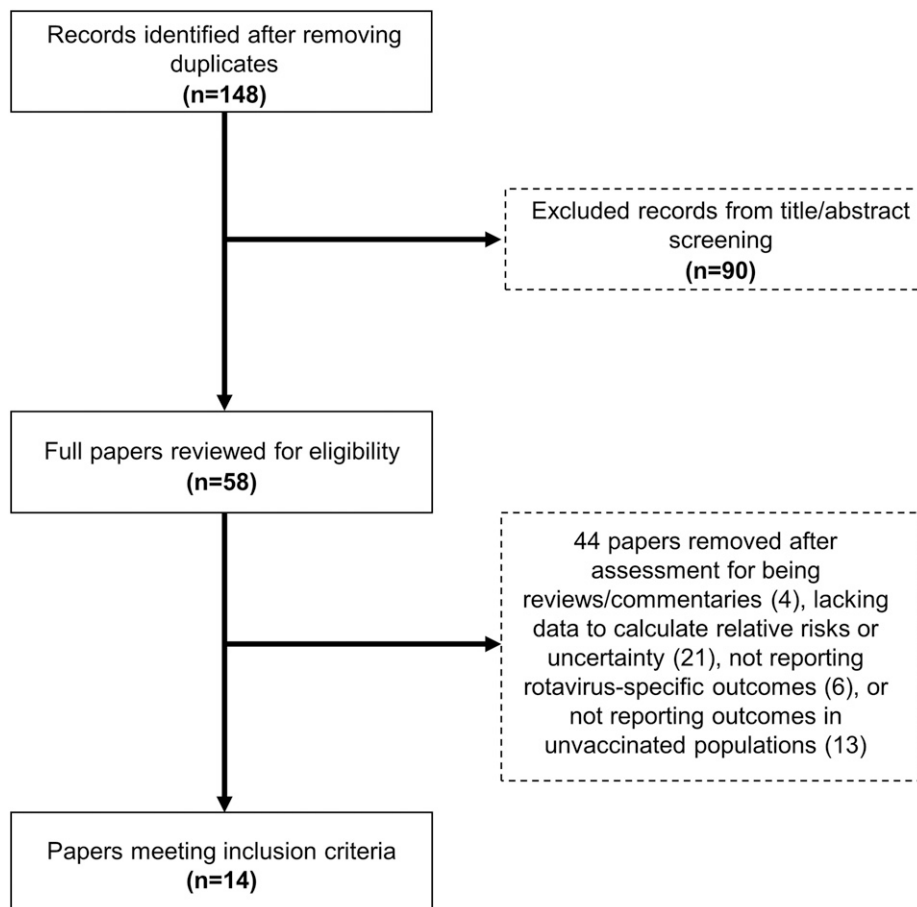 Records identified after removing
duplicates
(n=148)
Excluded records from title/abstract
screening
(n=90)
Full papers reviewed for eligibility
(n=58)
44 papers removed after
assessment for being
reviews/commentaries (4), lacking
data to calculate relative risks or
uncertainty (21), not reporting
rotavirus-specific outcomes (6), or
not reporting outcomes in
unvaccinated populations (13)
Papers meeting inclusion criteria
(n=14)